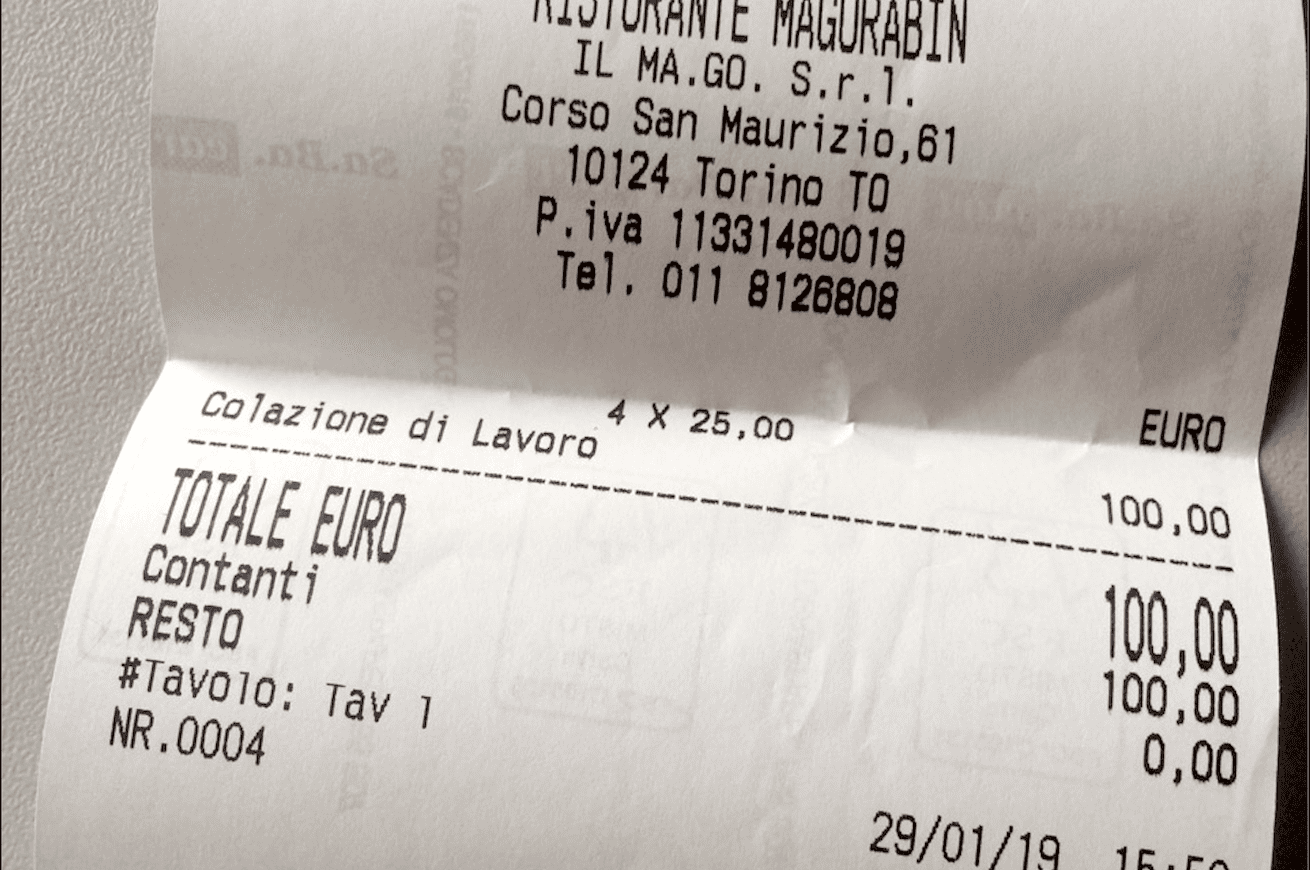 RISTORANTE MAGORABIN
IL MA.GO. S.r.l.
Corso San Maurizio,61
10124 Torino TO
P.iva 11331480019
Tel. 011 8126808
EURO
4 X 25,00
Colazione di Lavoro 100,00
TOTALE EURO 100,00
Contanti 100,00
RESTO 0,00
#Tavolo: Tav 1
NR.0004
29/01/19